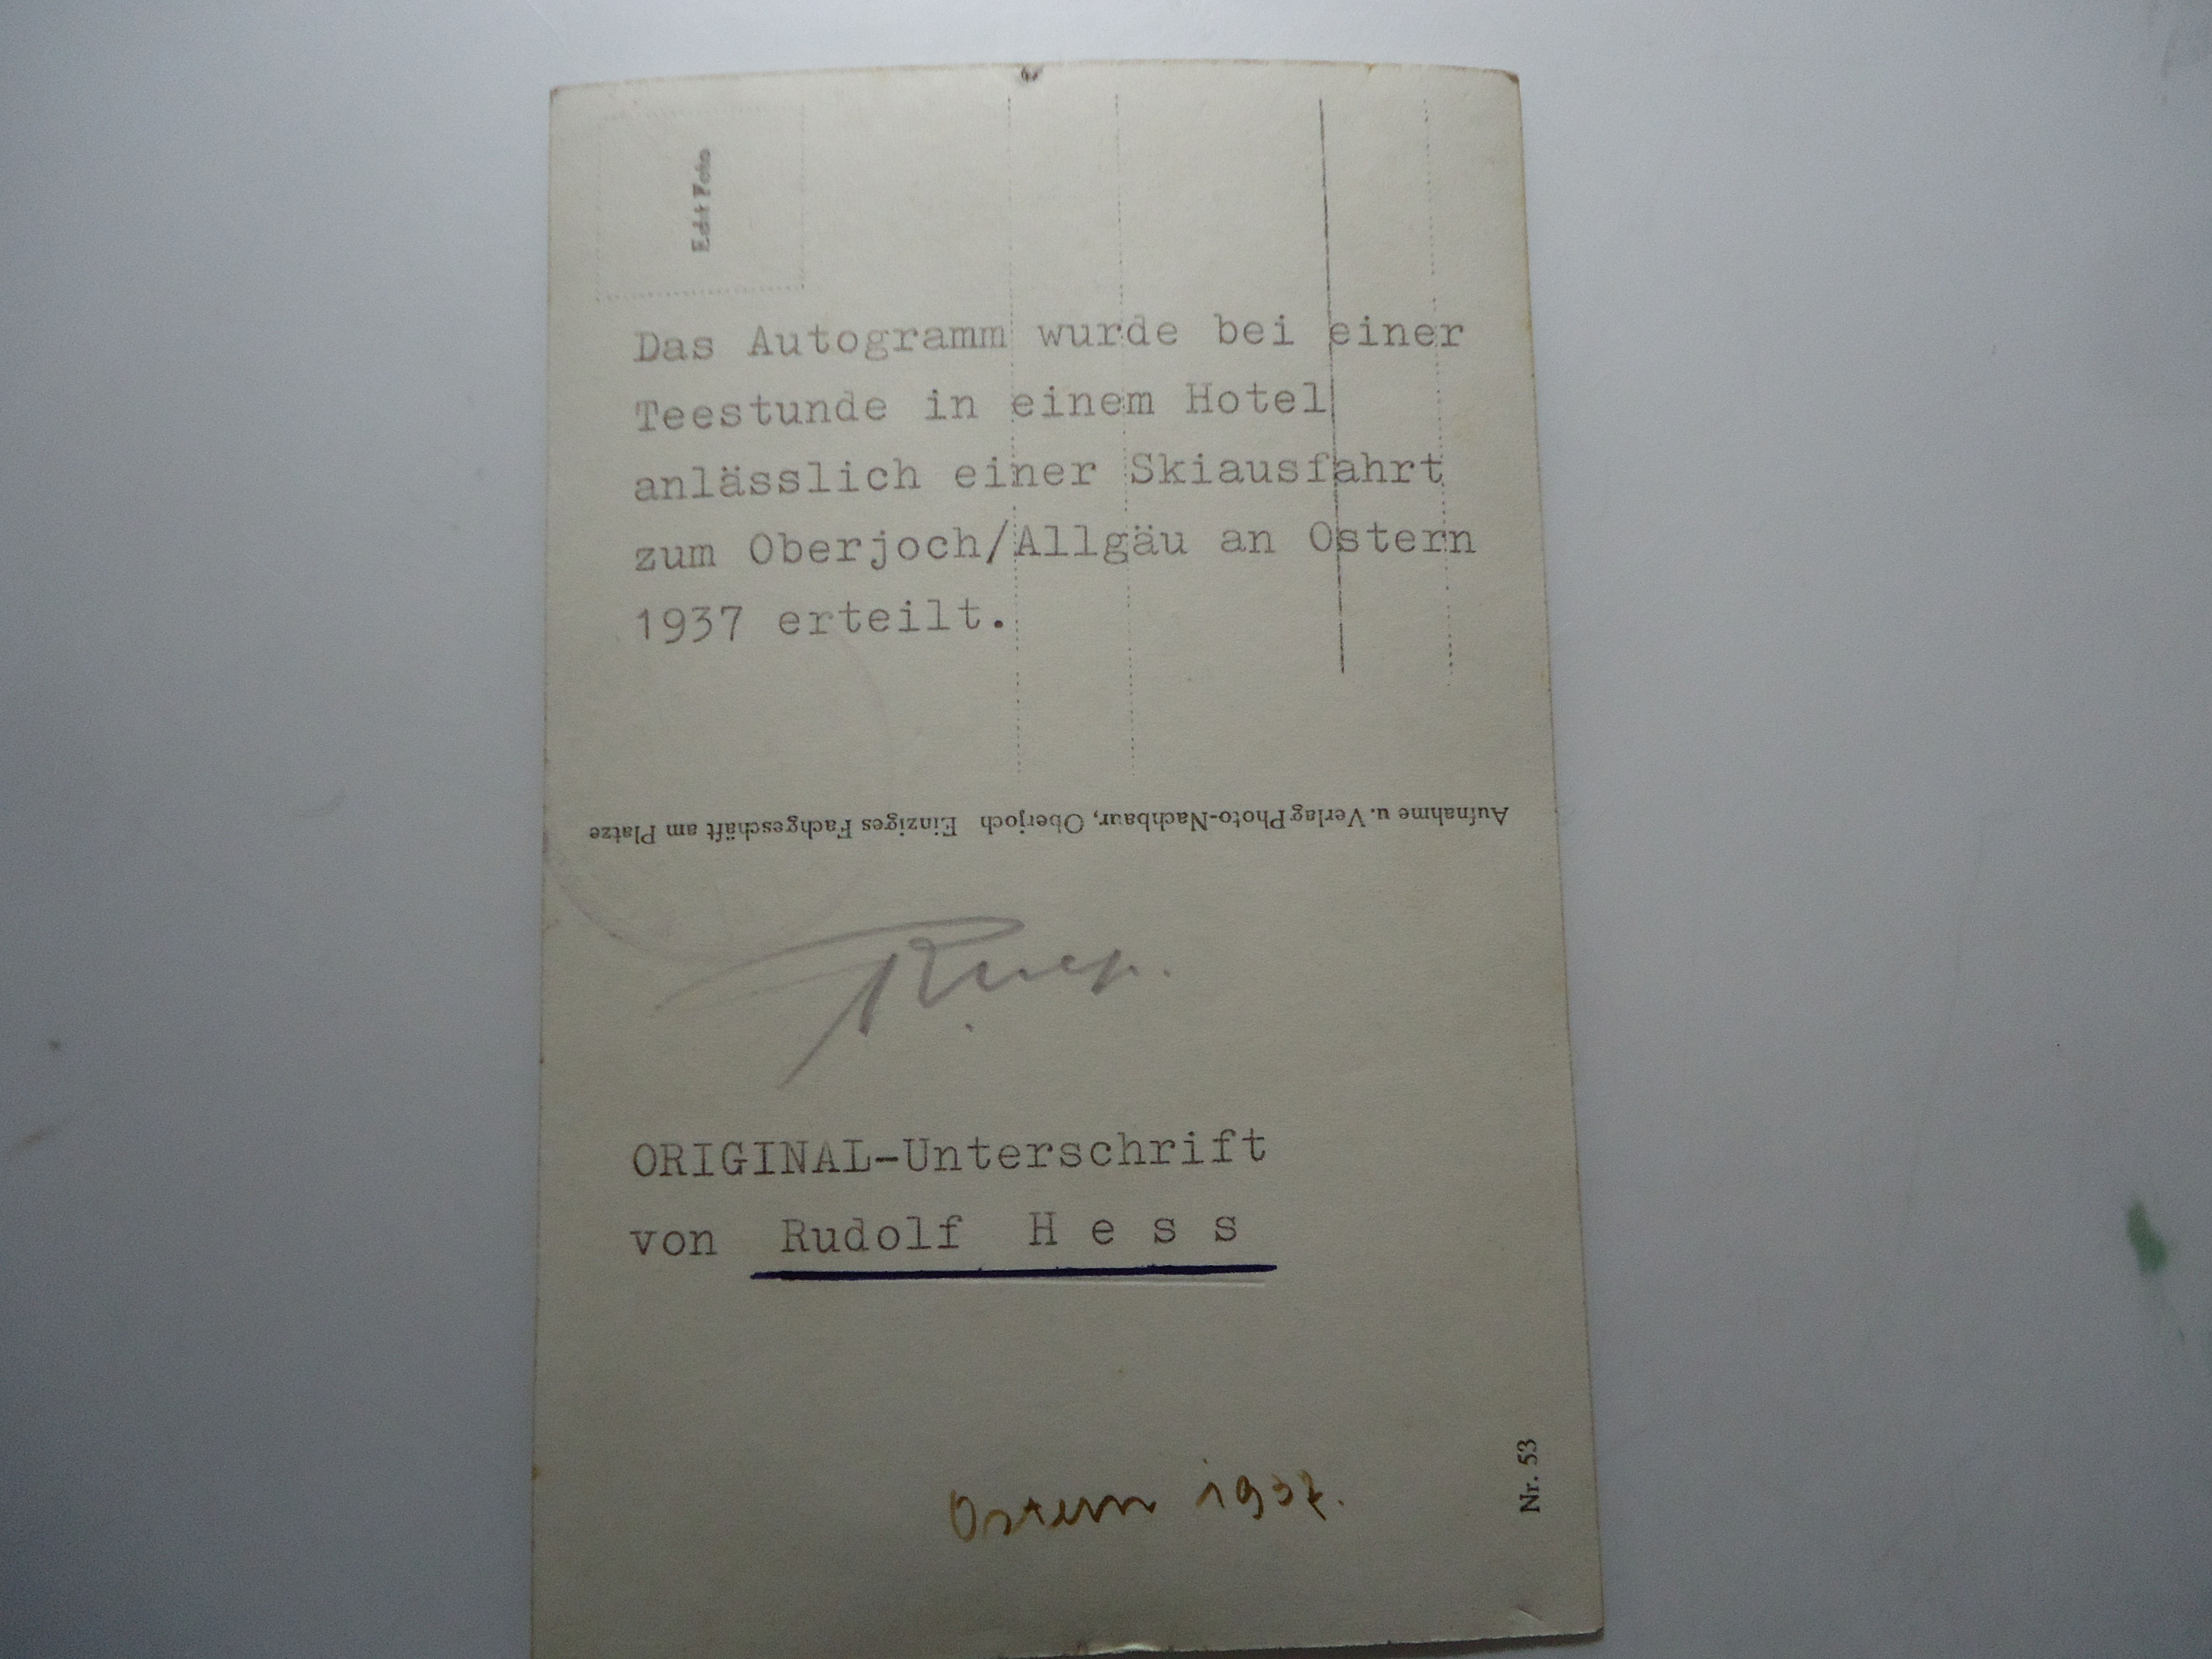 Echt Foto
Das Autogramm wurde bei einer
Teestunde in einem Hotel
anlässlich einer Skiausfahrt
zum Oberjoch/Allgäu an Ostern
1937 erteilt.
Aufnahme u. Verlag Photo-Nachbaur, Oberjoch Einziges Fachgeschäft am Platze
ORIGINAL-Unterschrift
von Rudolf H e s s
Ostern 1937.
Nr. 53